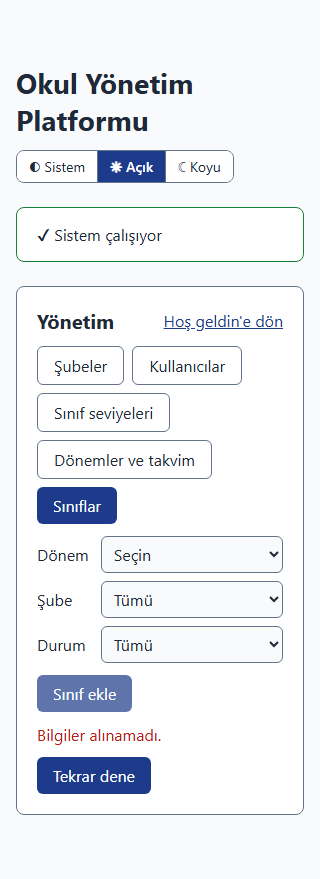 Okul Yönetim
Platformu
Sistem Açık Koyu
✓ Sistem çalışıyor
Yönetim Hoş geldin'e dön
Şubeler Kullanıcılar
Sınıf seviyeleri
Dönemler ve takvim
Sınıflar
Dönem Seçin
Şube Tümü
Durum Tümü
Sınıf ekle
Bilgiler alınamadı.
Tekrar dene